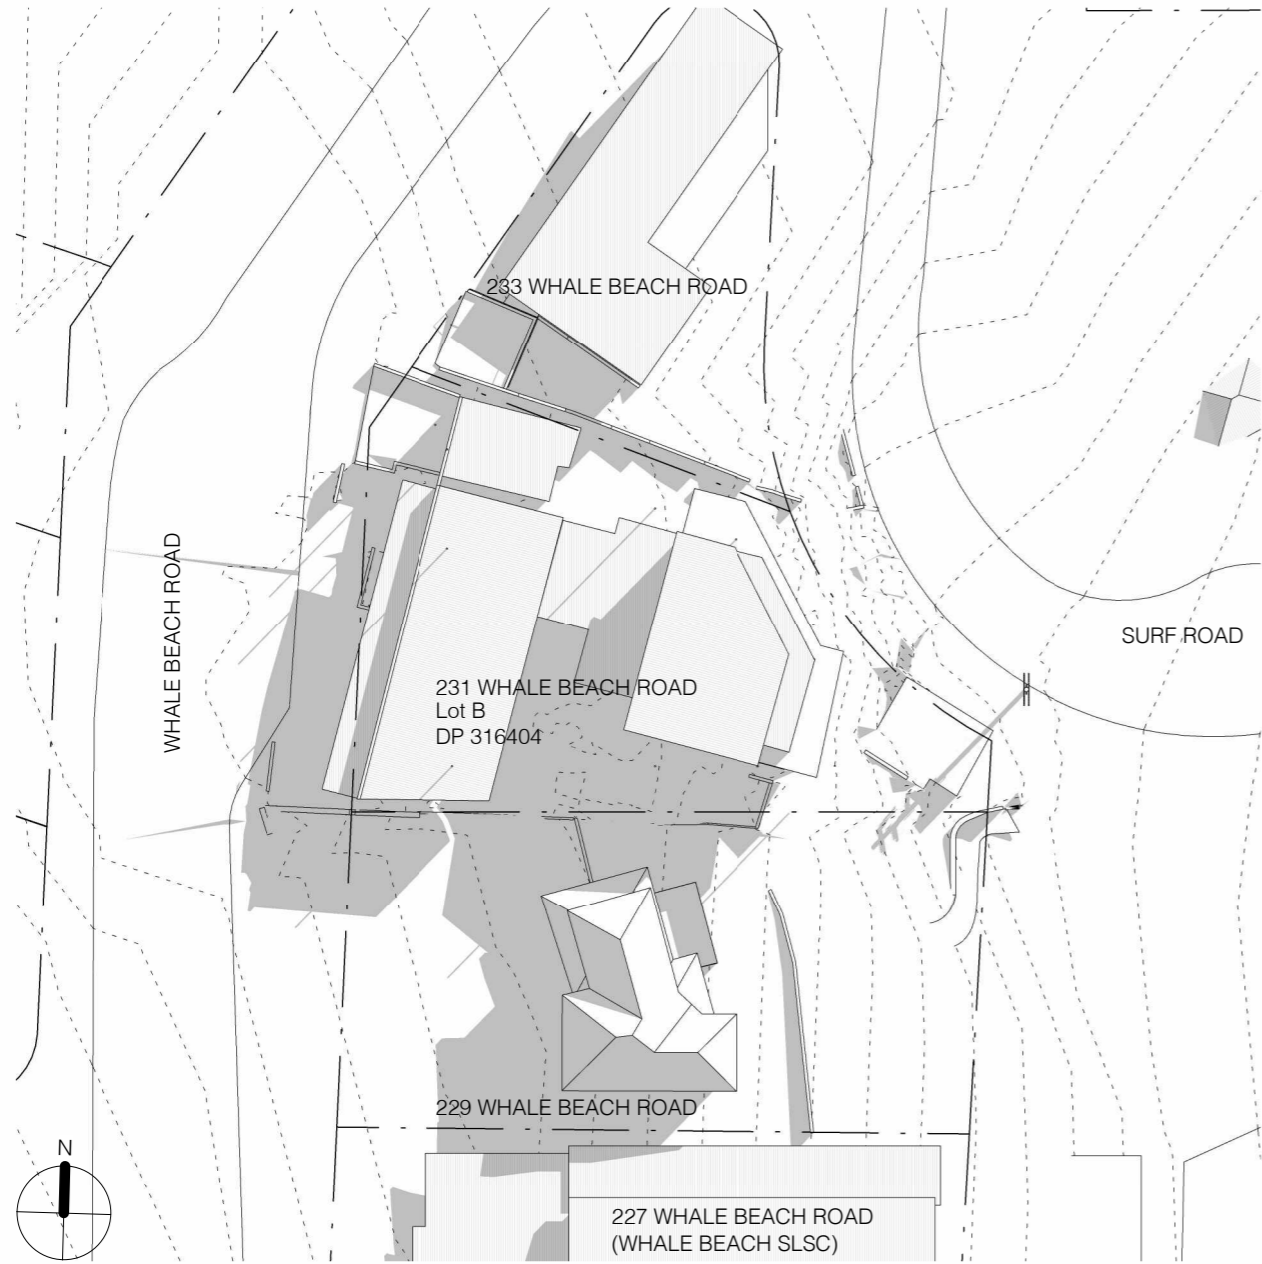 233 WHALE BEACH ROAD
WHALE BEACH ROAD
SURF ROAD
231 WHALE BEACH ROAD
Lot B
DP 316404
229 WHALE BEACH ROAD
N
227 WHALE BEACH ROAD
(WHALE BEACH SLSC)